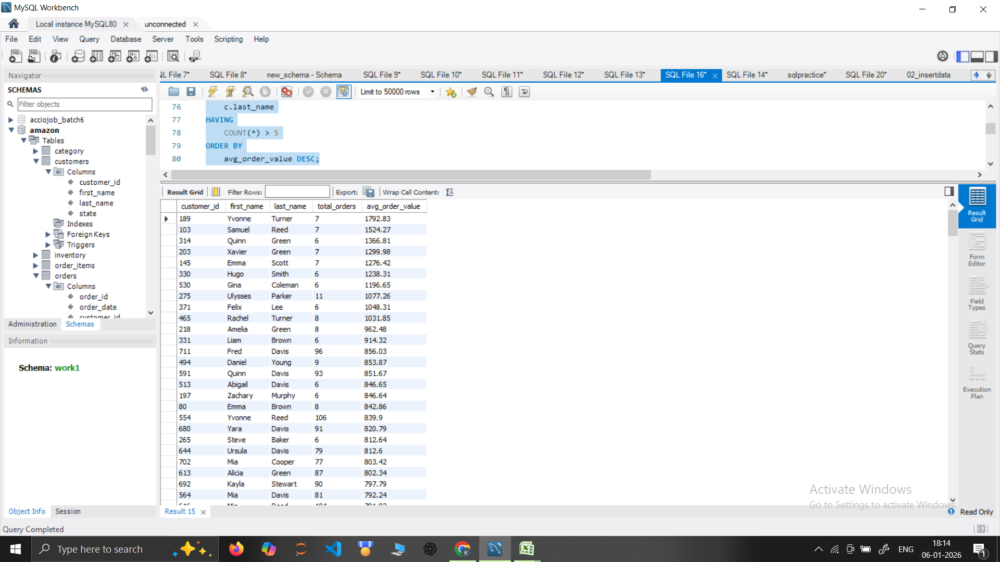 MySQL Workbench
Local instance MySQL80
unconnected
File Edit View Query Database Server Tools Scripting Help
Navigator
SCHEMAS
Filter objects
acciojob_batch6
amazon
Tables
category
customers
Columns
customer_id
first_name
last_name
state
Indexes
Foreign Keys
Triggers
inventory
order_items
orders
Columns
order_id
order_date
customer_id
Administration Schemas
Information
Schema: work1
Object Info Session
QL File 7* SQL File 8* new_schema - Schema SQL File 9* SQL File 10* SQL File 11* SQL File 12* SQL File 13* SQL File 16* SQL File 14* sqlpractice* SQL File 20* 02_insertdata
Limit to 50000 rows
76 c.last_name
77 HAVING
78 COUNT(*) > 5
79 ORDER BY
80 avg_order_value DESC;
Result Grid Filter Rows: Export: Wrap Cell Content:
customer_id first_name last_name total_orders avg_order_value
189 Yvonne Turner 7 1792.83
103 Samuel Reed 7 1524.27
314 Quinn Green 6 1366.81
203 Xavier Green 7 1299.98
145 Emma Scott 7 1276.42
330 Hugo Smith 6 1238.31
530 Gina Coleman 6 1196.65
275 Ulysses Parker 11 1077.26
371 Felix Lee 6 1048.31
465 Rachel Turner 8 1031.85
218 Amelia Green 8 962.48
331 Liam Brown 6 914.32
711 Fred Davis 96 856.03
494 Daniel Young 9 853.87
591 Quinn Davis 93 851.67
513 Abigail Davis 6 846.65
197 Zachary Murphy 6 846.64
80 Emma Brown 8 842.86
554 Yvonne Reed 106 839.9
680 Yara Davis 91 820.79
265 Steve Baker 6 812.64
644 Ursula Davis 79 812.6
702 Mia Cooper 77 803.42
613 Alicia Green 87 802.34
692 Kayla Stewart 90 797.79
564 Mia Davis 81 792.24
Result 15
Result
Grid
Form
Editor
Field
Types
Query
Stats
Execution
Plan
Activate Windows
Go to Settings to activate Windows.
Read Only
Query Completed
Type here to search
ENG
18:14
06-01-2026
1